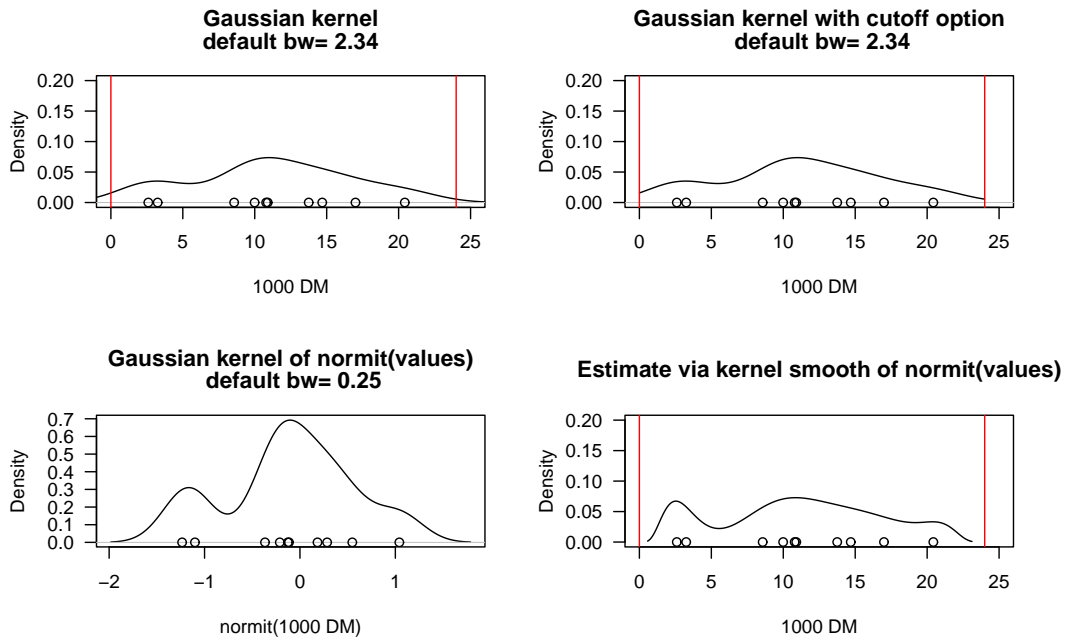 Gaussian kernel
default bw= 2.34
Density
0.20
0.15
0.10
0.05
0.00
0 5 10 15 20 25
1000 DM
Gaussian kernel with cutoff option
default bw= 2.34
Density
0.20
0.15
0.10
0.05
0.00
0 5 10 15 20 25
1000 DM
Gaussian kernel of normit(values)
default bw= 0.25
Density
0.7
0.6
0.5
0.4
0.3
0.2
0.1
0.0
−2 −1 0 1
normit(1000 DM)
Estimate via kernel smooth of normit(values)
Density
0.20
0.15
0.10
0.05
0.00
0 5 10 15 20 25
1000 DM